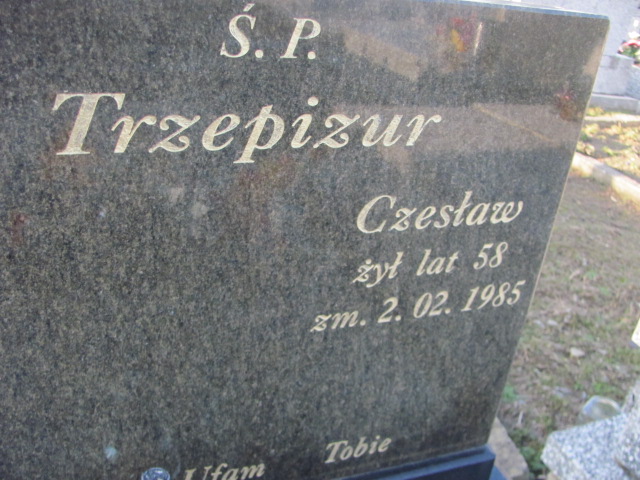 Ś. P.
Trzepizur
Czesław
żył lat 58
zm. 2. 02. 1985
Ufam Tobie